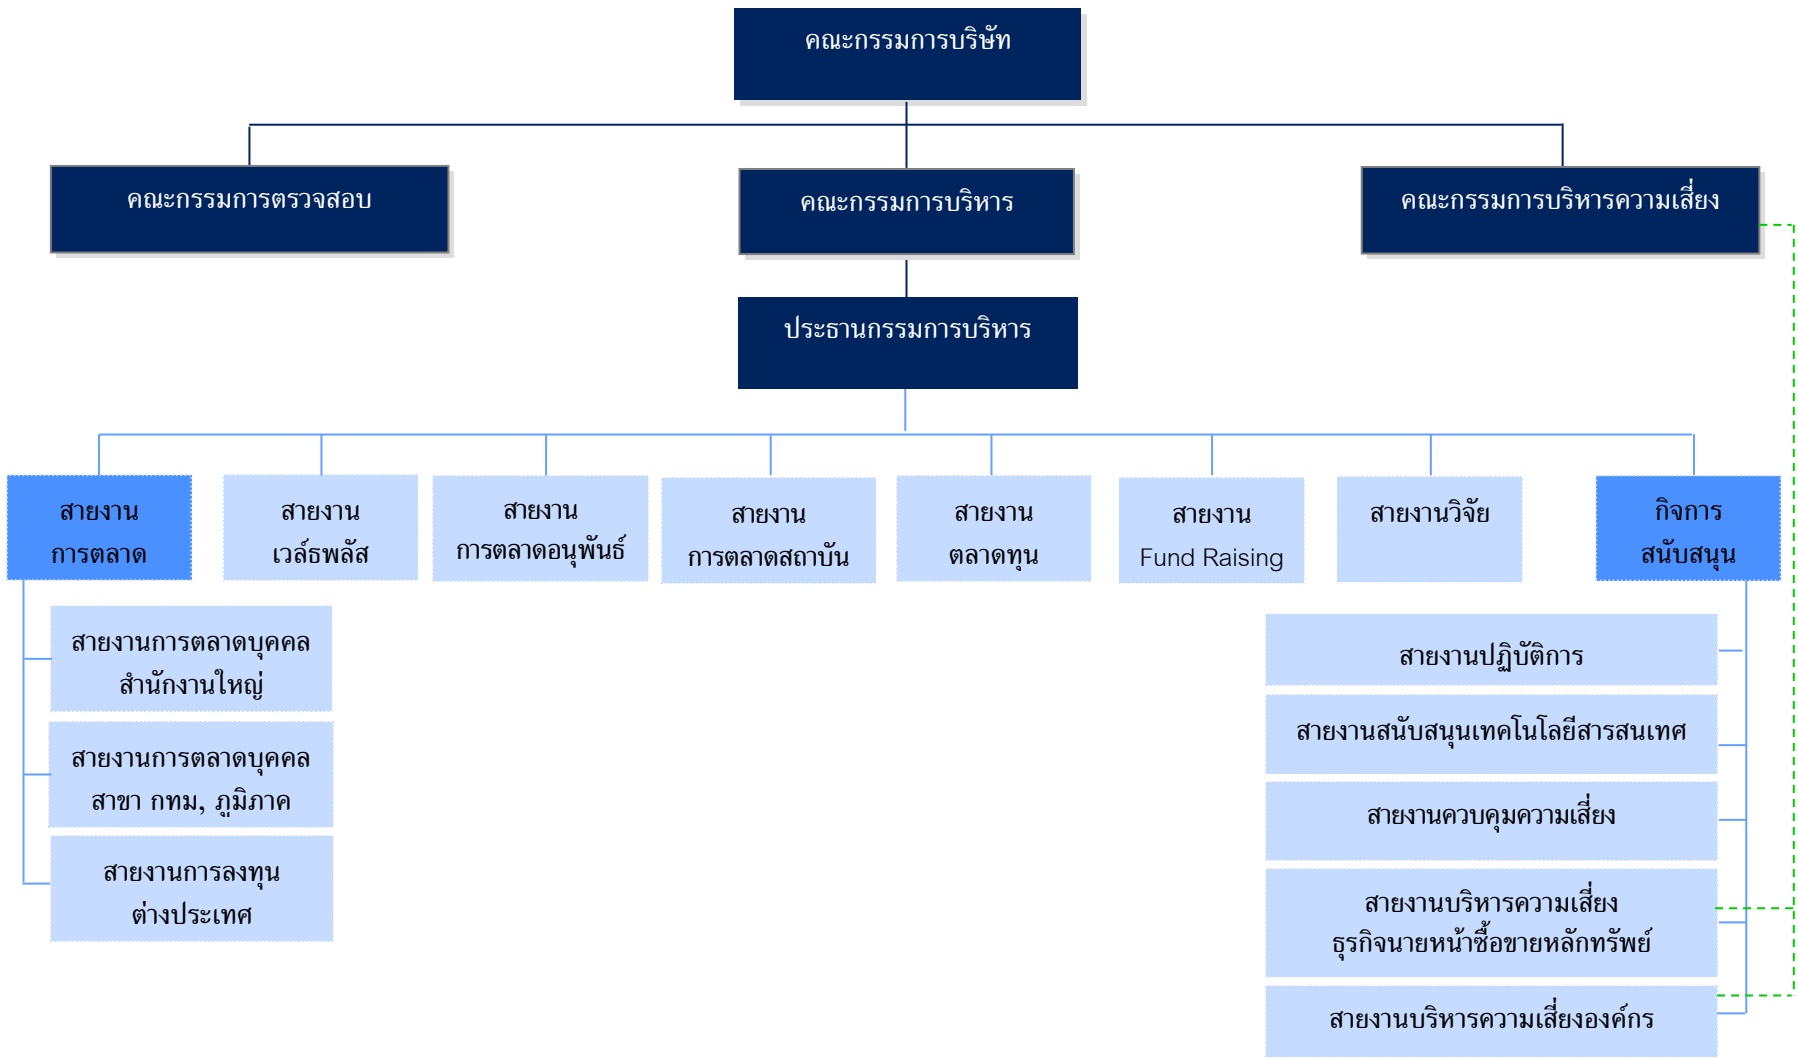 คณะกรรมการบริษัท
คณะกรรมการตรวจสอบ
คณะกรรมการบริหาร
คณะกรรมการบริหารความเสี่ยง
ประธานกรรมการบริหาร
สายงาน
การตลาด
สายงาน
เวล์ธพลัส
สายงาน
การตลาดอนุพันธ์
สายงาน
การตลาดสถาบัน
สายงาน
ตลาดทุน
สายงาน
Fund Raising
สายงานวิจัย
กิจการ
สนับสนุน
สายงานการตลาดบุคคล
สำนักงานใหญ่
สายงานการตลาดบุคคล
สาขา กทม, ภูมิภาค
สายงานการลงทุน
ต่างประเทศ
สายงานปฏิบัติการ
สายงานสนับสนุนเทคโนโลยีสารสนเทศ
สายงานควบคุมความเสี่ยง
สายงานบริหารความเสี่ยง
ธุรกิจนายหน้าซื้อขายหลักทรัพย์
สายงานบริหารความเสี่ยงองค์กร